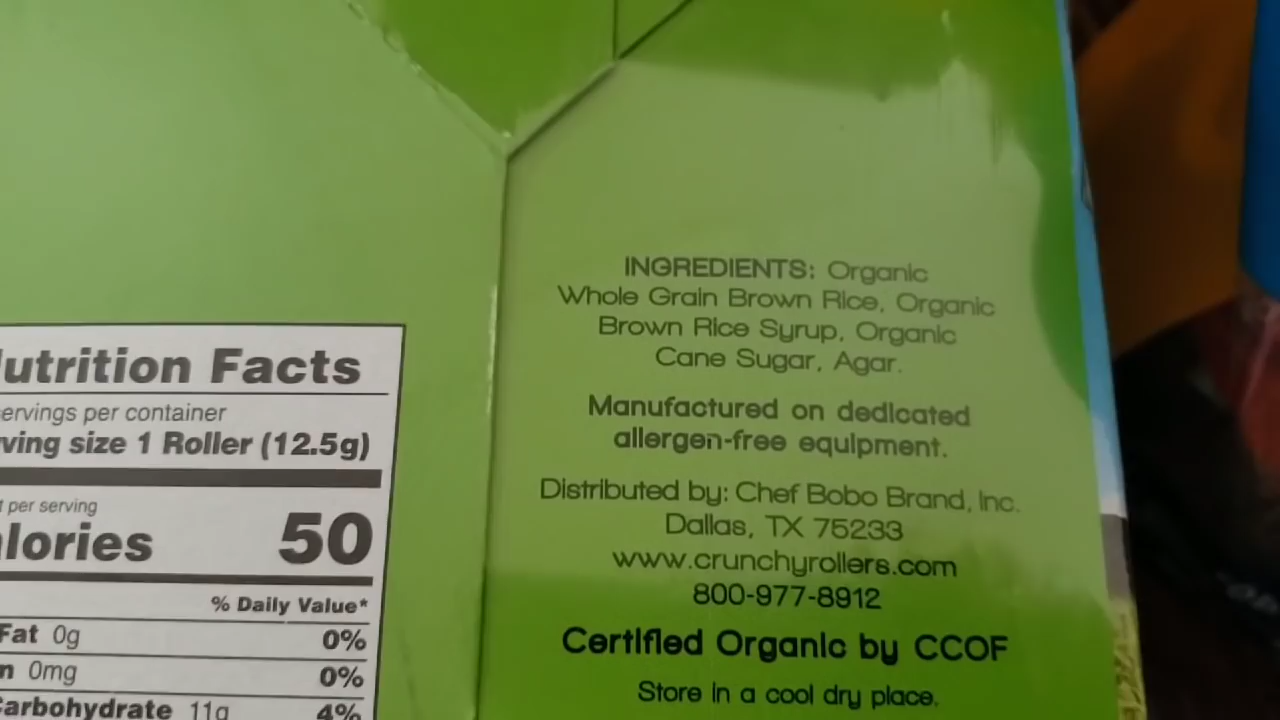 utrition Facts
ervings per container
ving size 1 Roller (12.5g)
t per serving
lories 50
% Daily Value*
Fat 0g 0%
n 0mg 0%
arbohydrate 11g 4%
INGREDIENTS: Organic
Whole Grain Brown Rice, Organic
Brown Rice Syrup, Organic
Cane Sugar, Agar.
Manufactured on dedicated
allergen-free equipment.
Distributed by: Chef Bobo Brand, Inc.
Dallas, TX 75233
www.crunchyrollers.com
800-977-8912
Certified Organic by CCOF
Store in a cool dry place.